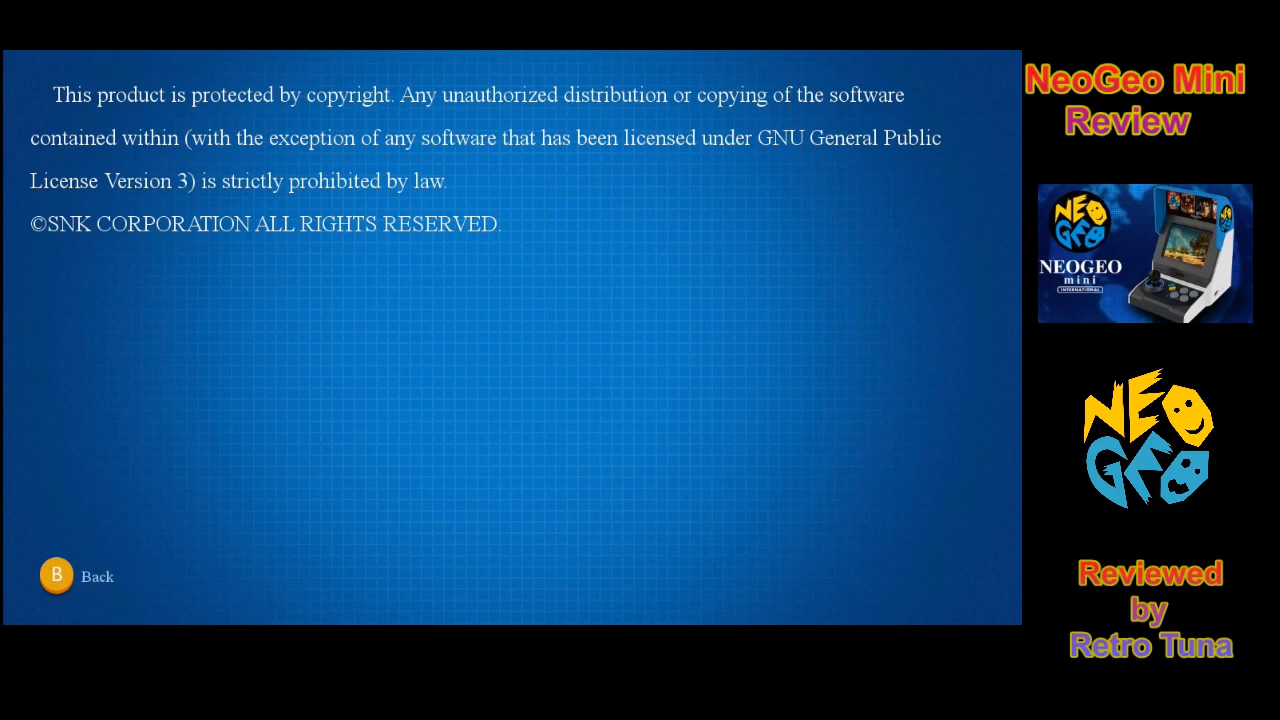 This product is protected by copyright. Any unauthorized distribution or copying of the software
contained within (with the exception of any software that has been licensed under GNU General Public
License Version 3) is strictly prohibited by law.
©SNK CORPORATION ALL RIGHTS RESERVED.
B Back
NeoGeo Mini
Review
NEO
GEO
NEOGEO
mini
INTERNATIONAL
NEO
GEO
Reviewed
by
Retro Tuna